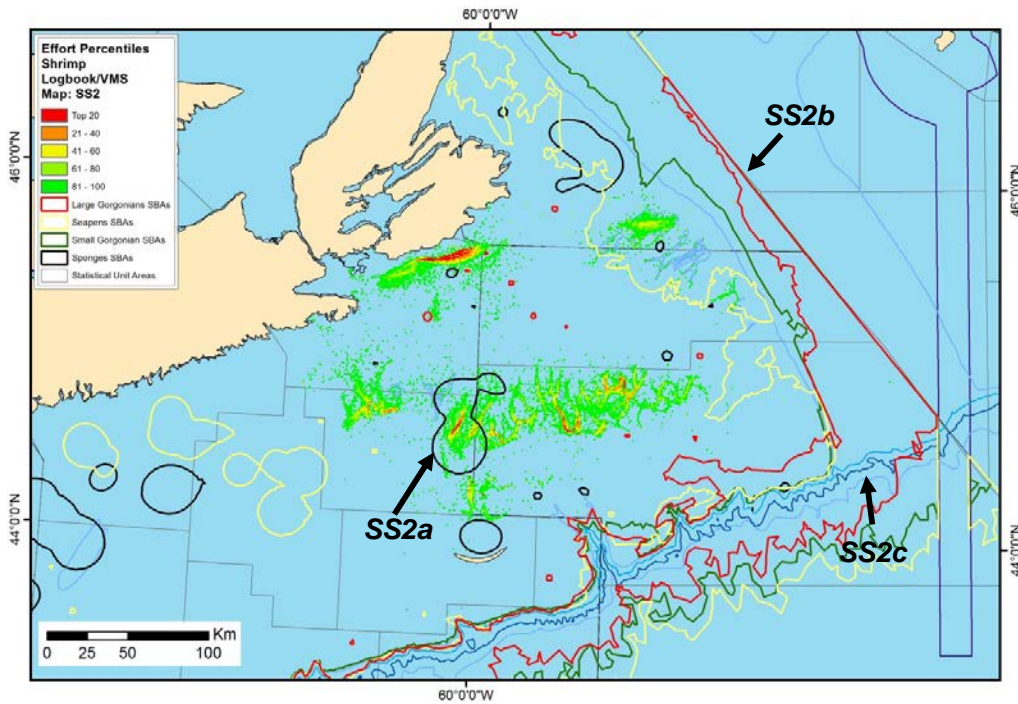 60°0'0"W
Effort Percentiles
Shrimp
Logbook/VMS
Map: SS2
Top 20
21 - 40
41 - 60
61 - 80
81 - 100
Large Gorgonians SBAs
Seapens SBAs
Small Gorgonian SBAs
Sponges SBAs
Statistical Unit Areas
SS2b
46°0'0"N
46°0'0"N
SS2a
SS2c
44°0'0"N
44°0'0"N
Km
0 25 50 100
60°0'0"W